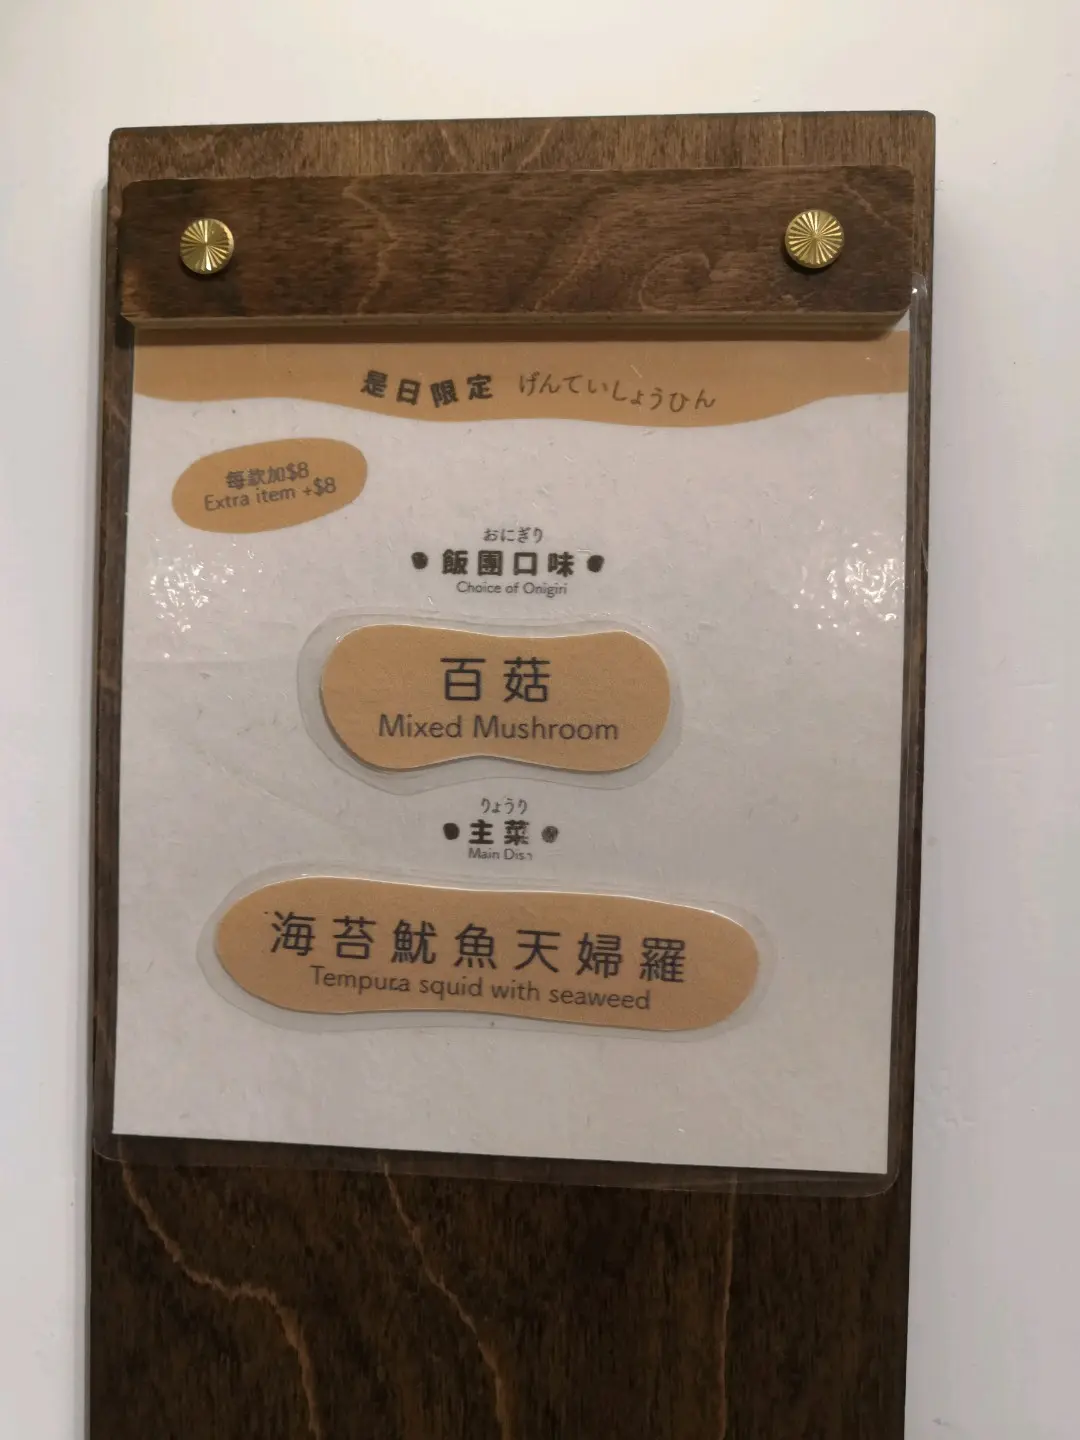 是日限定 げんていしょうひん
每款加$8
Extra item +$8
おにぎり
飯團口味
Choice of Onigiri
百菇
Mixed Mushroom
りょうり
主菜
Main Dish
海苔魷魚天婦羅
Tempura squid with seaweed